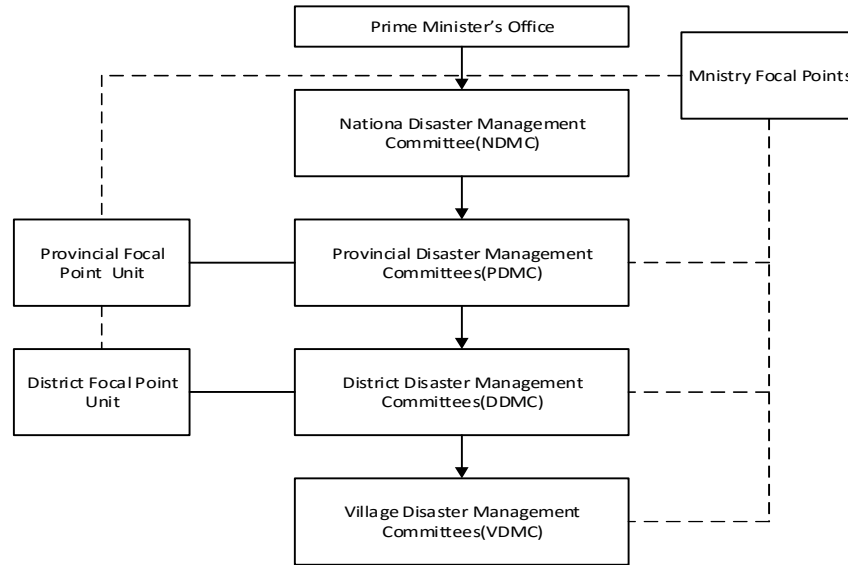 Prime Minister’s Office
Mnistry Focal Points
Nationa Disaster Management
Committee(NDMC)
Provincial Focal
Point Unit
Provincial Disaster Management
Committees(PDMC)
District Focal Point
Unit
District Disaster Management
Committees(DDMC)
Village Disaster Management
Committees(VDMC)